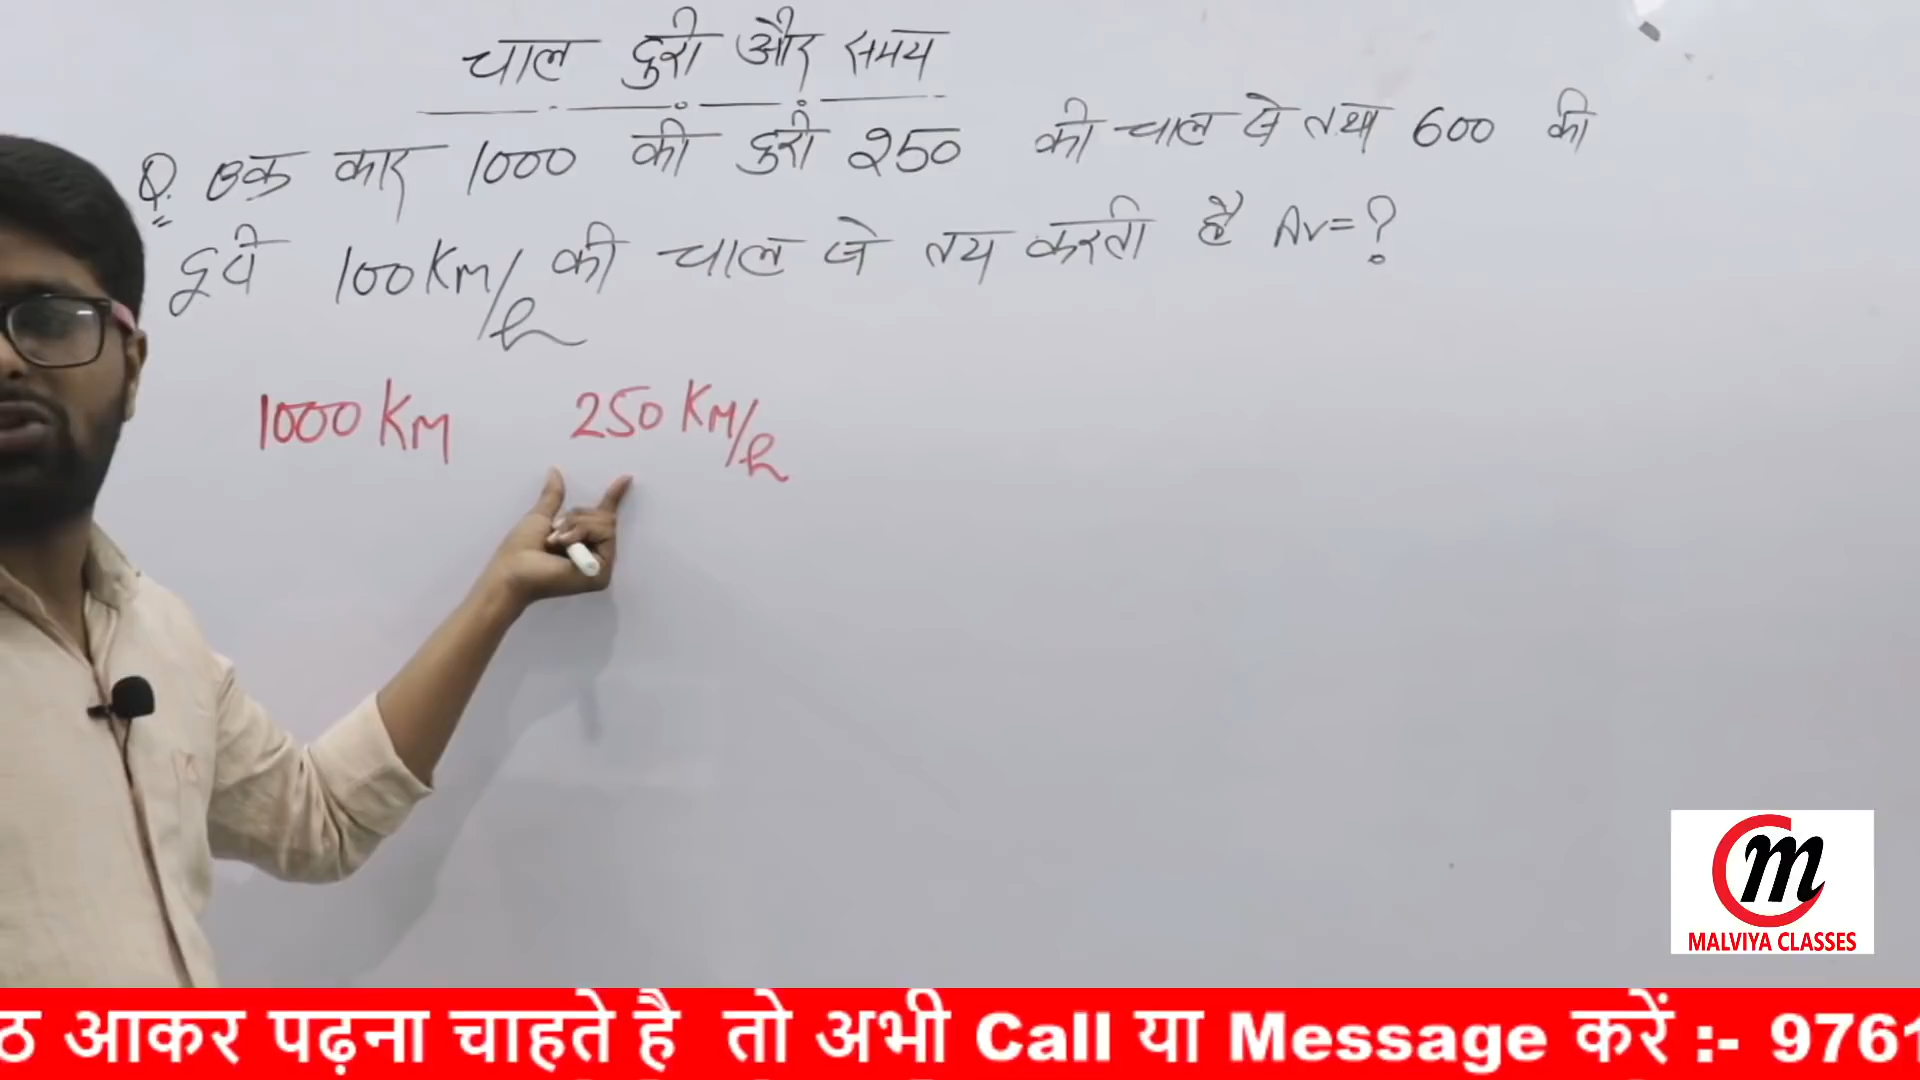 चाल दुरी और समय
Q. एक कार 1000 की दुरी 250 की चाल से तथा 600 की
दुरी 100 Km/h की चाल से तय करती है Av=?
1000 Km 250 Km/h
m
MALVIYA CLASSES
ठ आकर पढ़ना चाहते है तो अभी Call या Message करें :- 9761